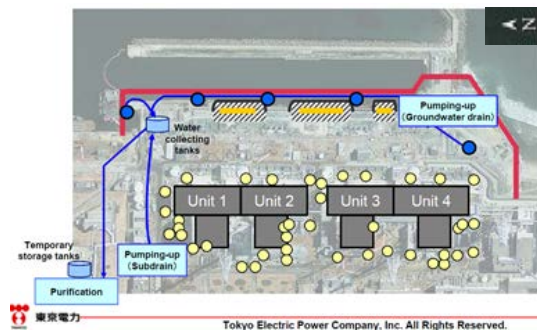 N
Pumping-up
(Groundwater drain)
Water
collecting
tanks
Unit 1
Unit 2
Unit 3
Unit 4
Temporary
storage tanks
Pumping-up
(Subdrain)
Purification
東京電力
Tokyo Electric Power Company, Inc. All Rights Reserved.